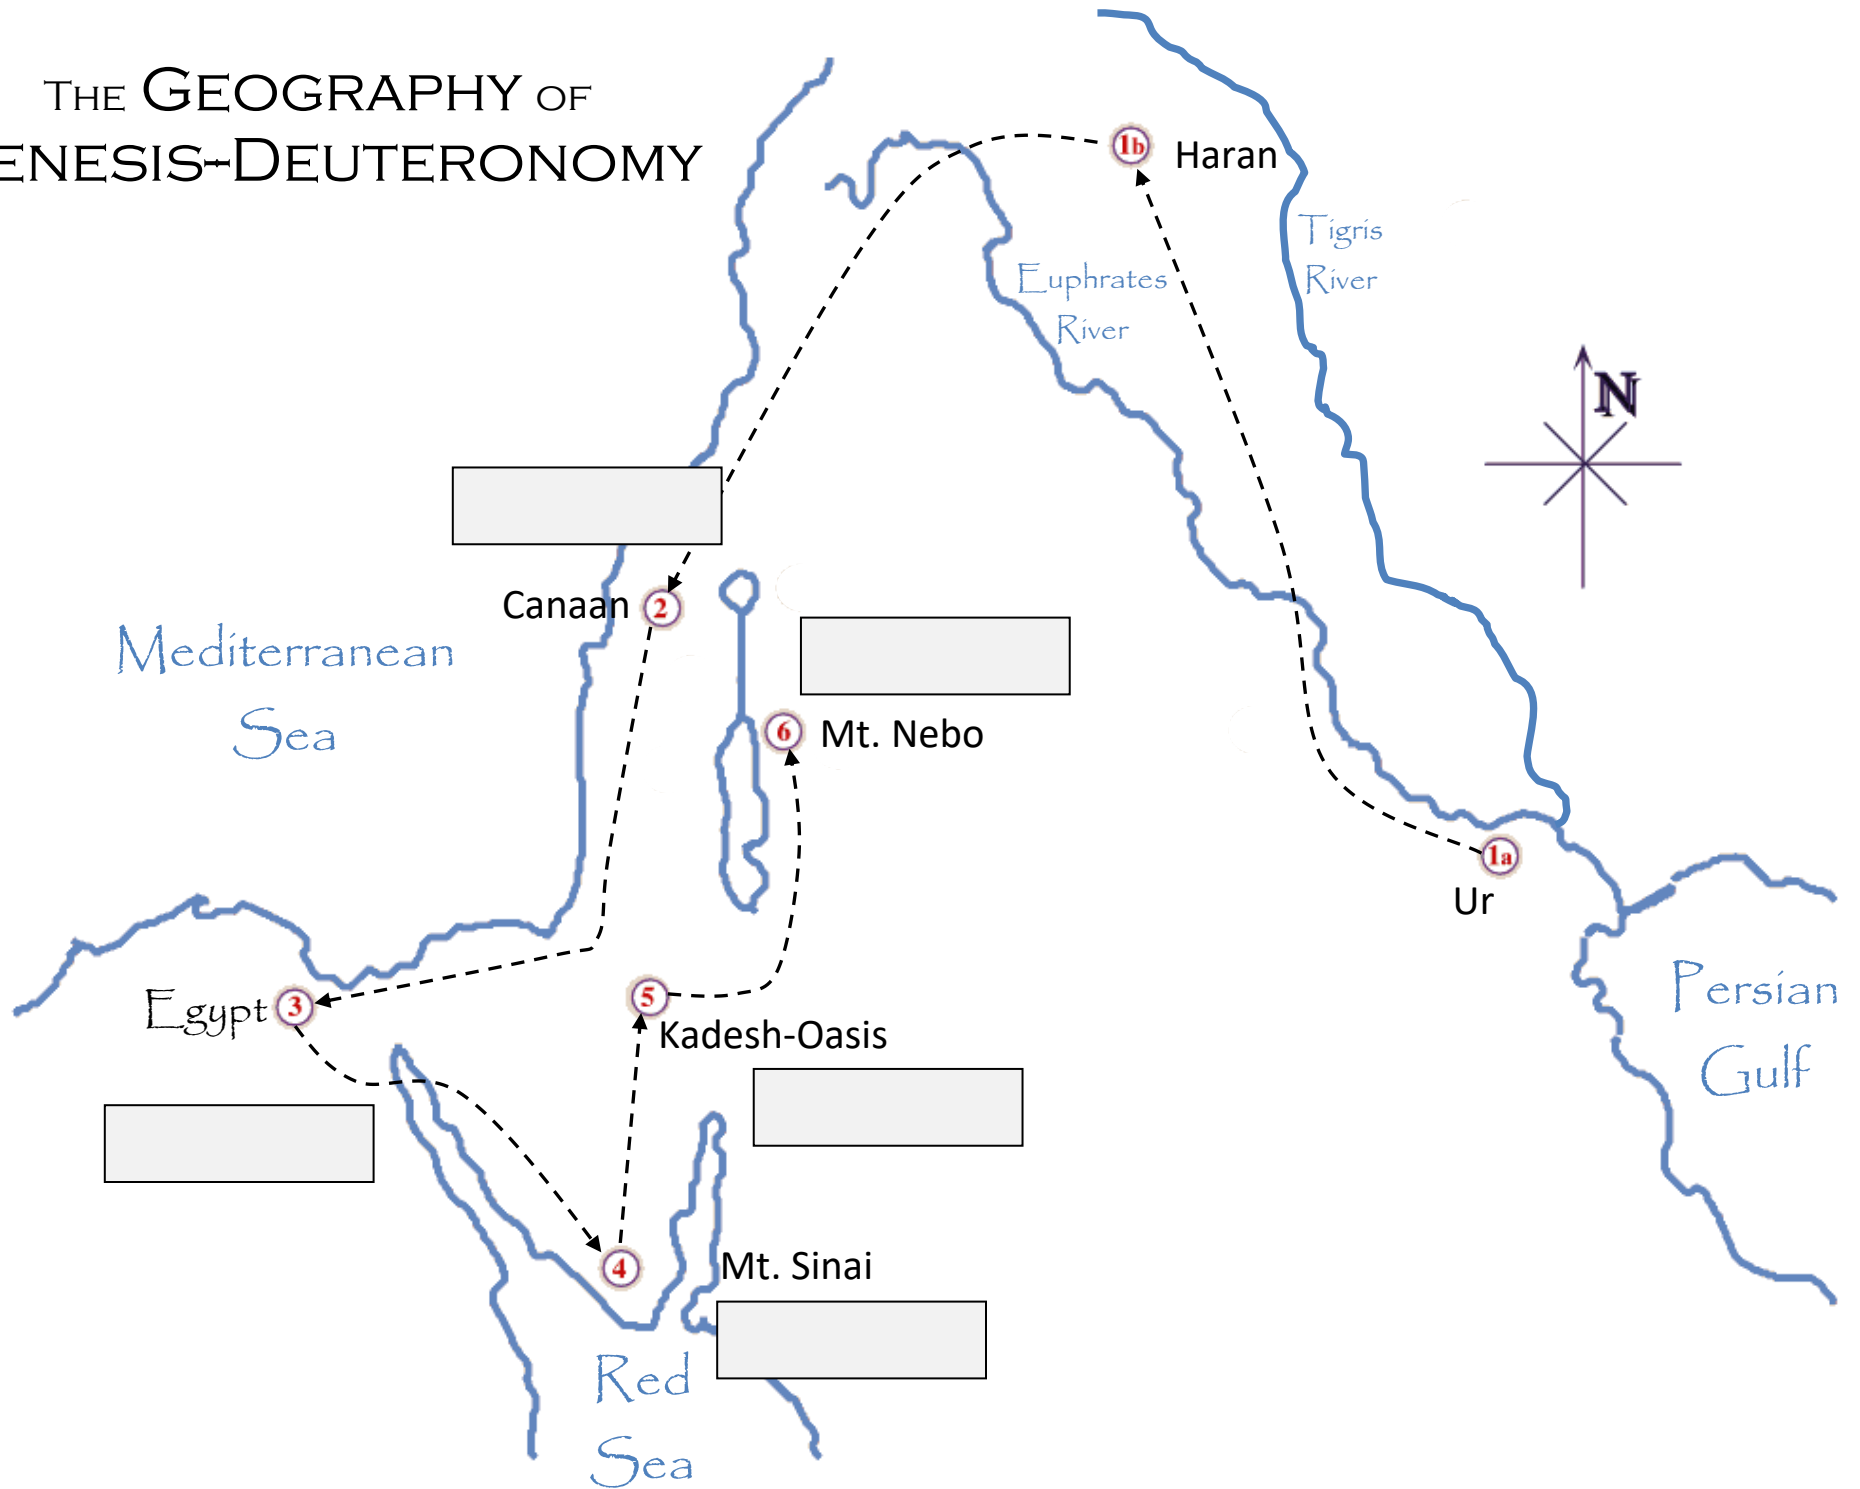 THE GEOGRAPHY OF
ENESIS–DEUTERONOMY
1b Haran
Tigris
River
Euphrates
River
N
Canaan 2
Mediterranean
Sea
6 Mt. Nebo
1a
Ur
Egypt 3
5
Kadesh-Oasis
Persian
Gulf
4 Mt. Sinai
Red
Sea